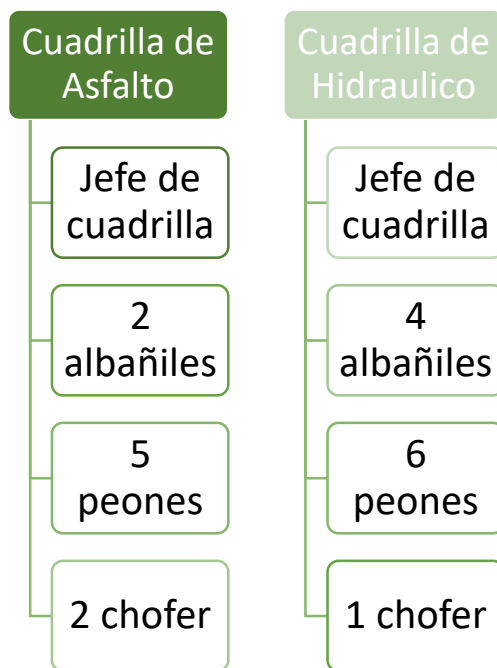 Cuadrilla de
Asfalto
Jefe de
cuadrilla
2
albañiles
5
peones
2 chofer
Cuadrilla de
Hidraulico
Jefe de
cuadrilla
4
albañiles
6
peones
1 chofer